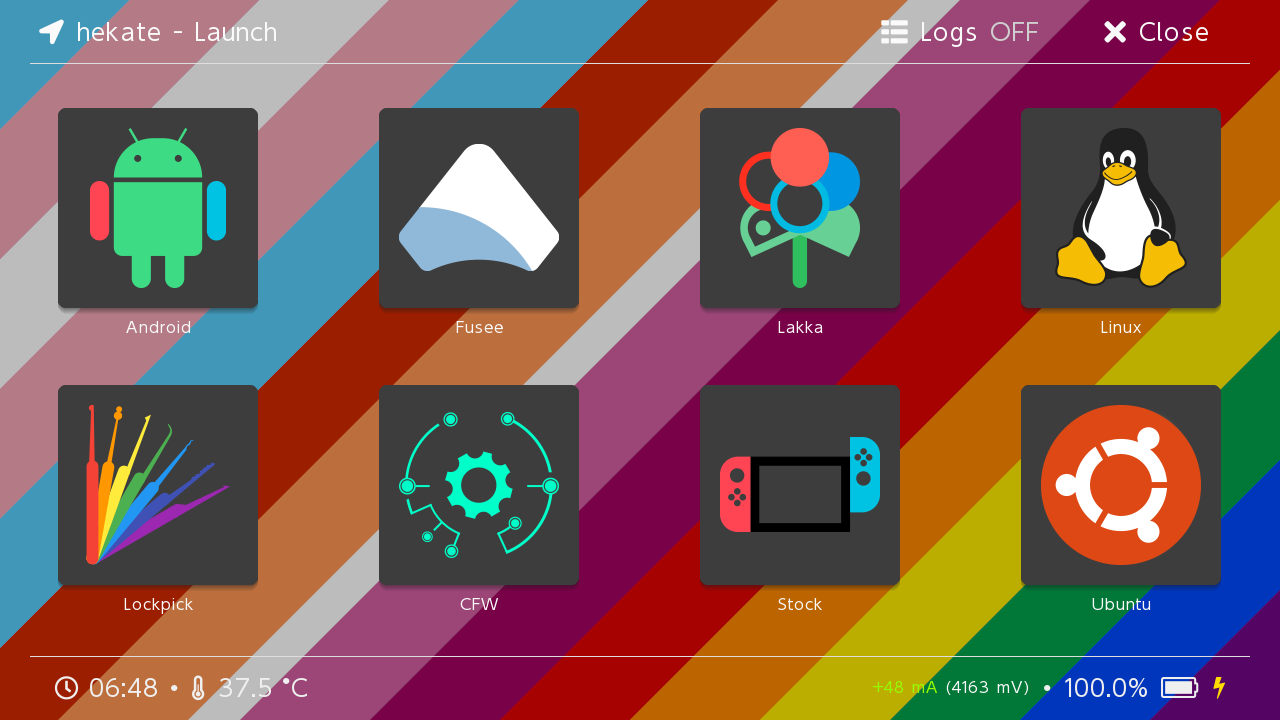 hekate - Launch Logs OFF Close
Android Fusee Lakka Linux
Lockpick CFW Stock Ubuntu
06:48 • 37.5 °C +48 mA (4163 mV) • 100.0%